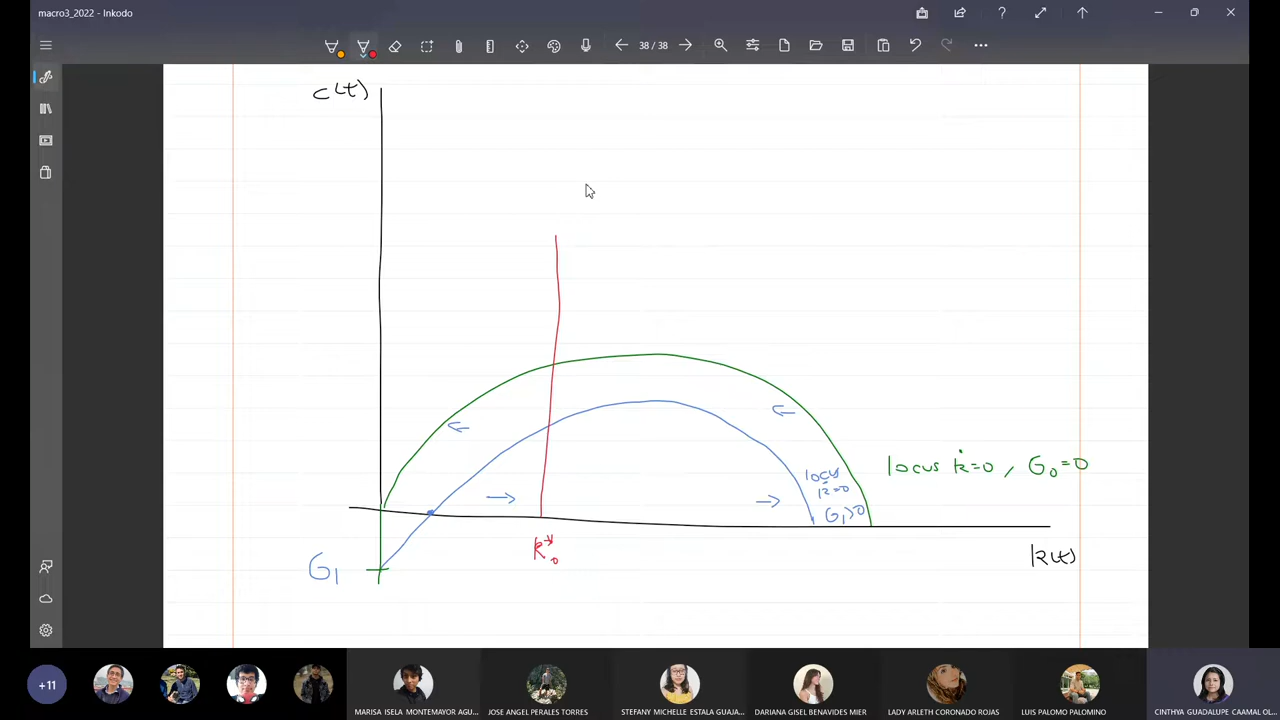 macro3_2022 - Inkodo
38 / 38
c(t)
locus k̇=0 , G₀=0
locus
k̇=0
G₁>0
k*₀
k(t)
G₁
+11
MARISA ISELA MONTEMAYOR AGU...
JOSE ANGEL PERALES TORRES
STEFANY MICHELLE ESTALA GUAJA...
DARIANA GISEL BENAVIDES MIER
LADY ARLETH CORONADO ROJAS
LUIS PALOMO PALOMINO
CINTHYA GUADALUPE CAAMAL OL...